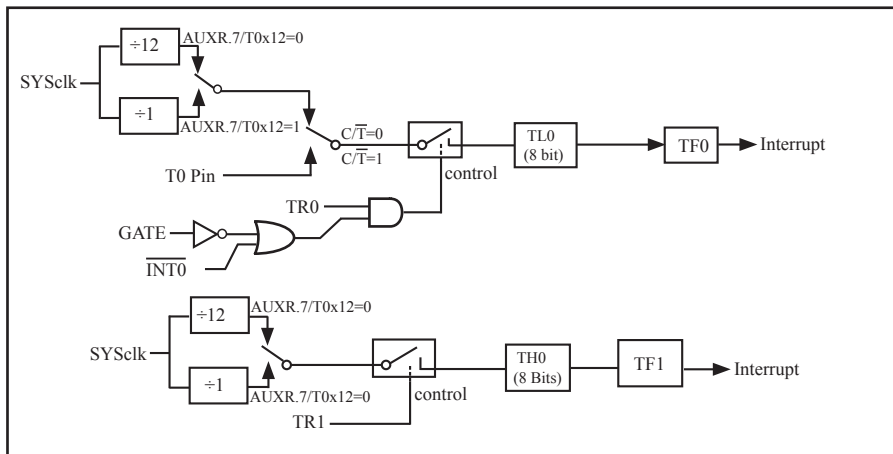 ÷12
AUXR.7/T0x12=0
SYSclk
÷1
AUXR.7/T0x12=1
C/T̅=0
C/T̅=1
T0 Pin
TL0
(8 bit)
TF0
Interrupt
control
TR0
GATE
I̅N̅T̅0̅
÷12
AUXR.7/T0x12=0
SYSclk
÷1
AUXR.7/T0x12=0
TH0
(8 Bits)
TF1
Interrupt
control
TR1